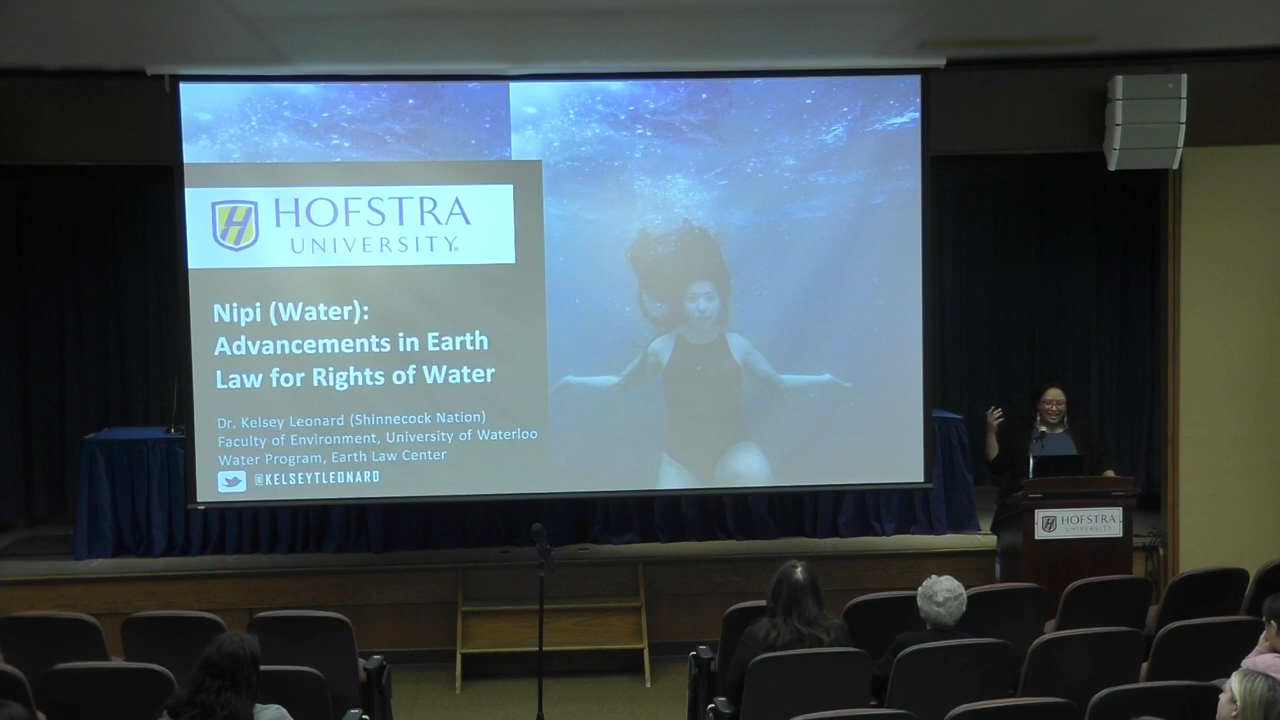 HOFSTRA
UNIVERSITY®
Nipi (Water):
Advancements in Earth
Law for Rights of Water
Dr. Kelsey Leonard (Shinnecock Nation)
Faculty of Environment, University of Waterloo
Water Program, Earth Law Center
@KELSEYTLEONARD
HOFSTRA
UNIVERSITY